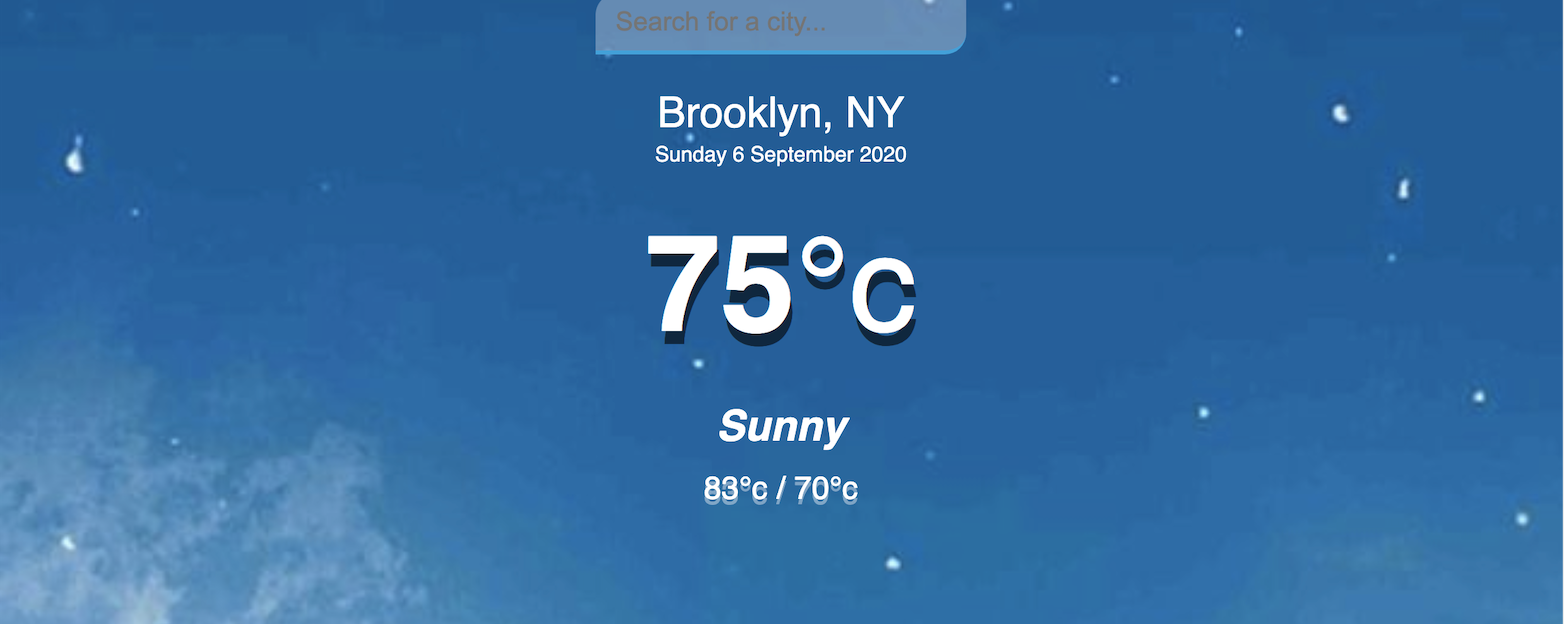 Search for a city...
Brooklyn, NY
Sunday 6 September 2020
75°c
Sunny
83°c / 70°c